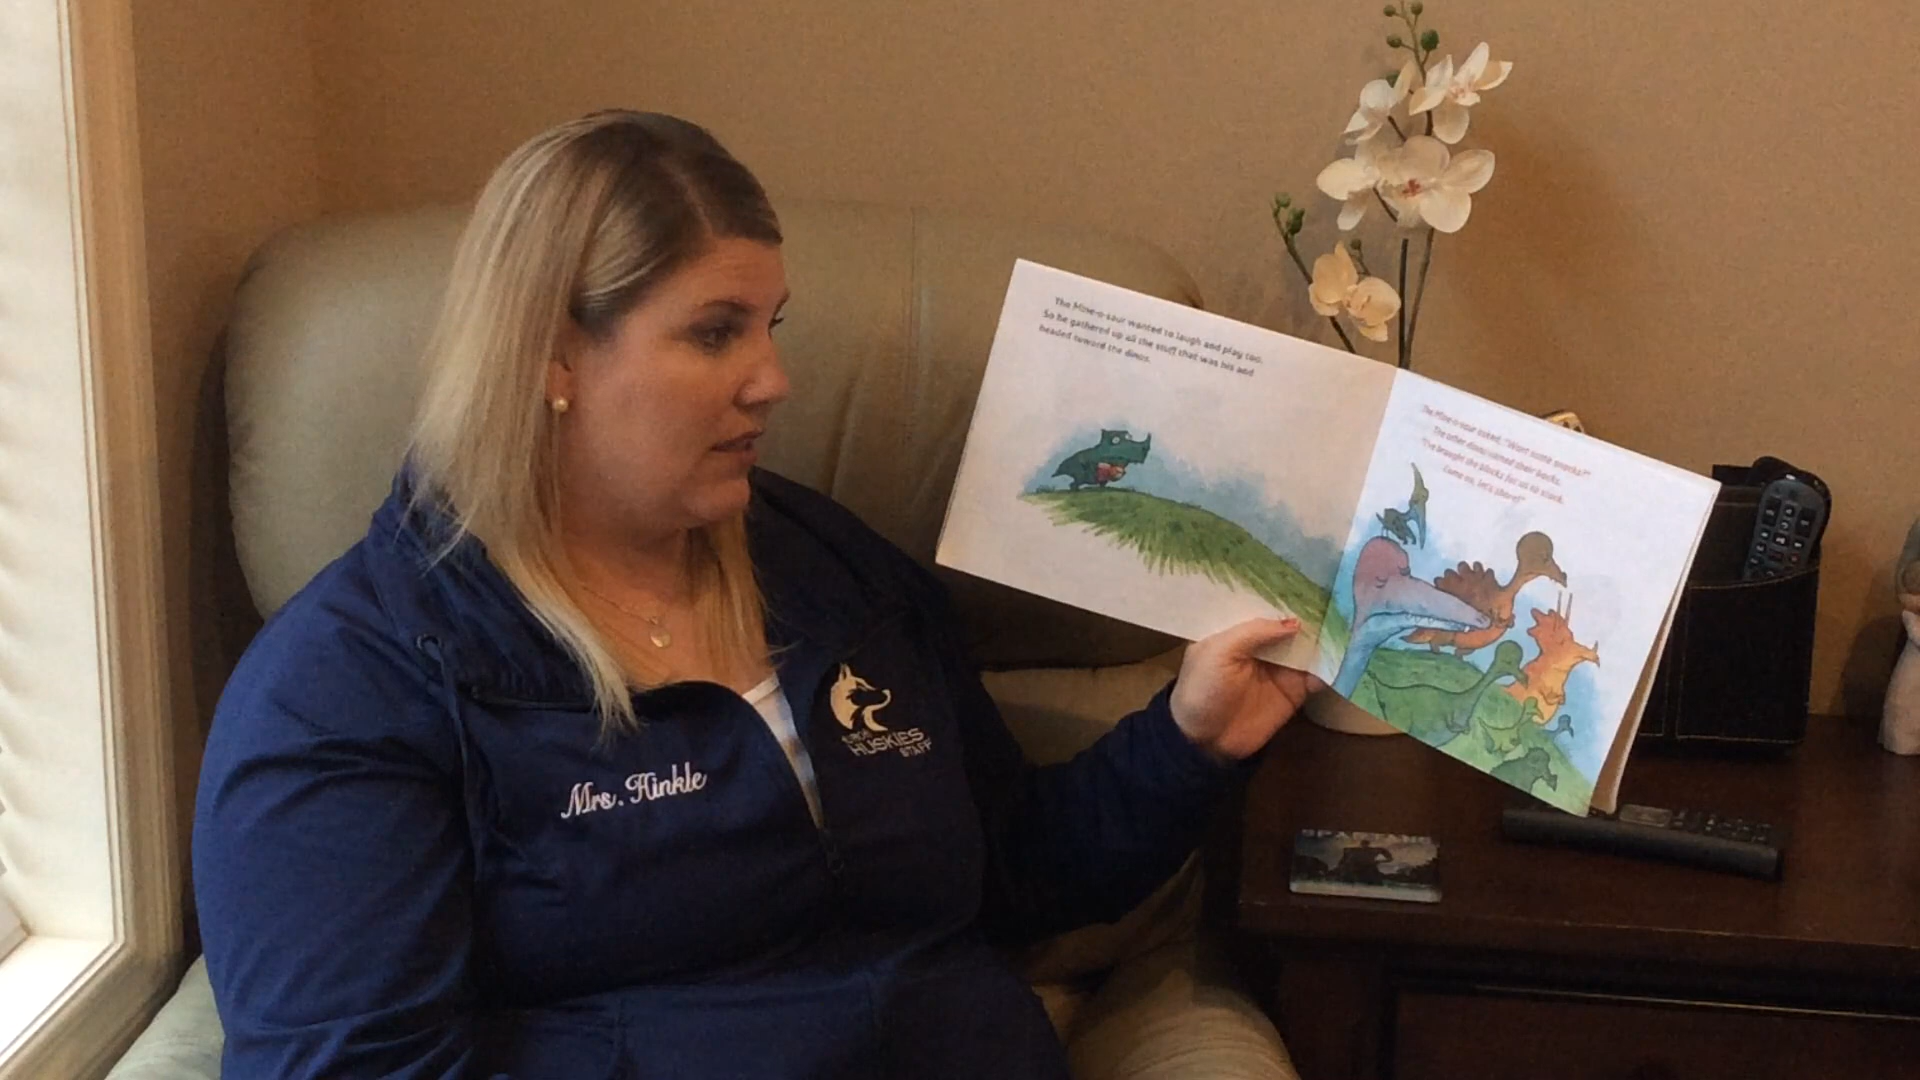 The Mine-o-saur wanted to laugh and play too.
So he gathered up all the stuff that was his and
headed toward the dinos.
The Mine-o-saur asked, "Want some snacks?"
The other dinos turned their backs.
"I've brought the blocks for us to stack.
Come on, let's share!"
Mrs. Hinkle
HUSKIES
STAFF
SPARTAN